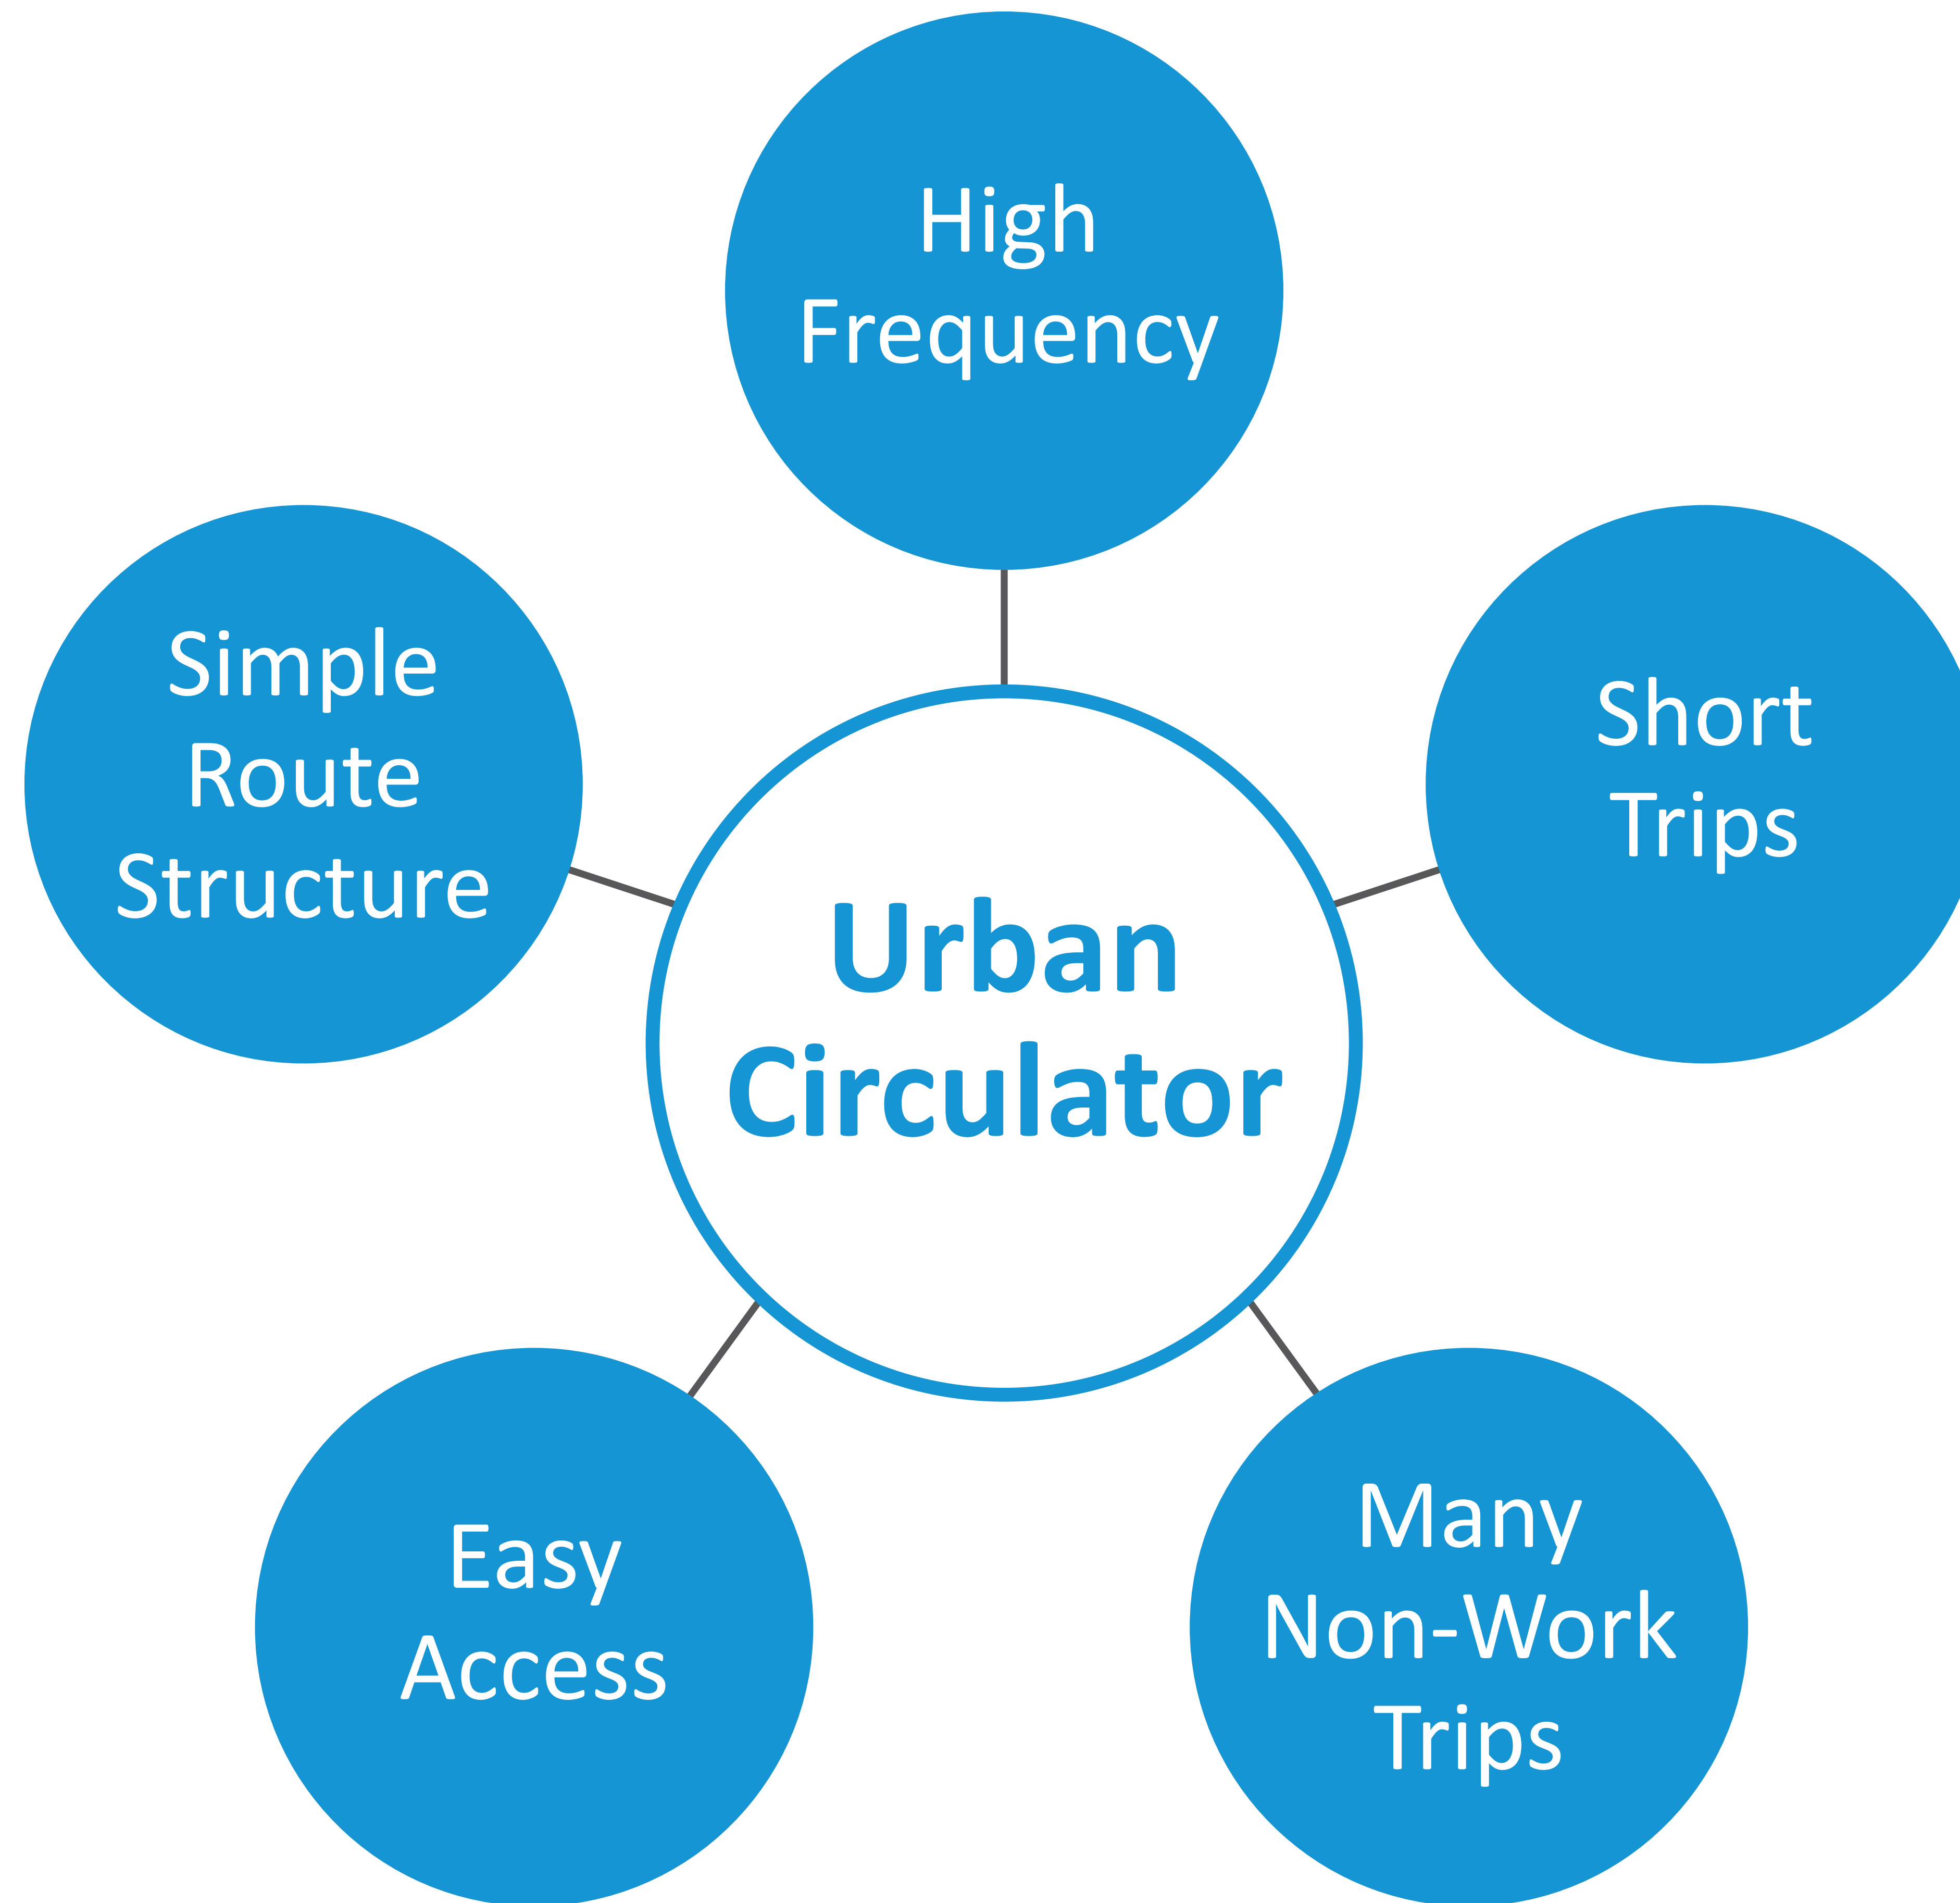 High
Frequency
Simple
Route
Structure
Short
Trips
Urban
Circulator
Easy
Access
Many
Non-Work
Trips